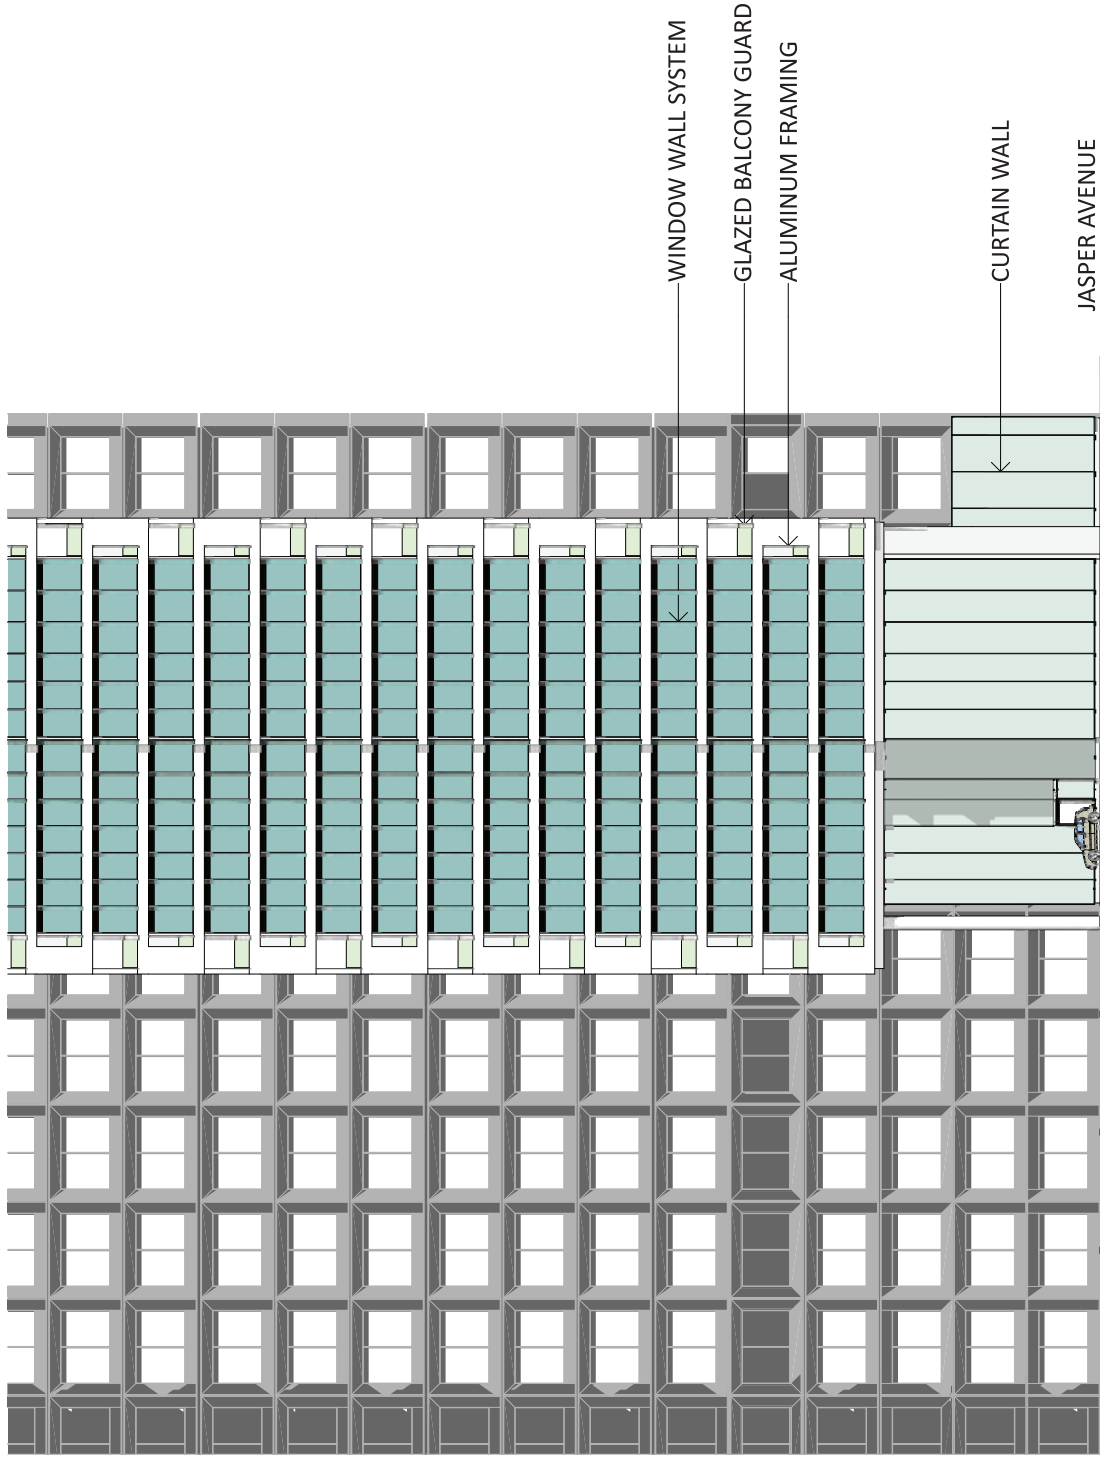 WINDOW WALL SYSTEM
GLAZED BALCONY GUARD
ALUMINUM FRAMING
CURTAIN WALL
JASPER AVENUE